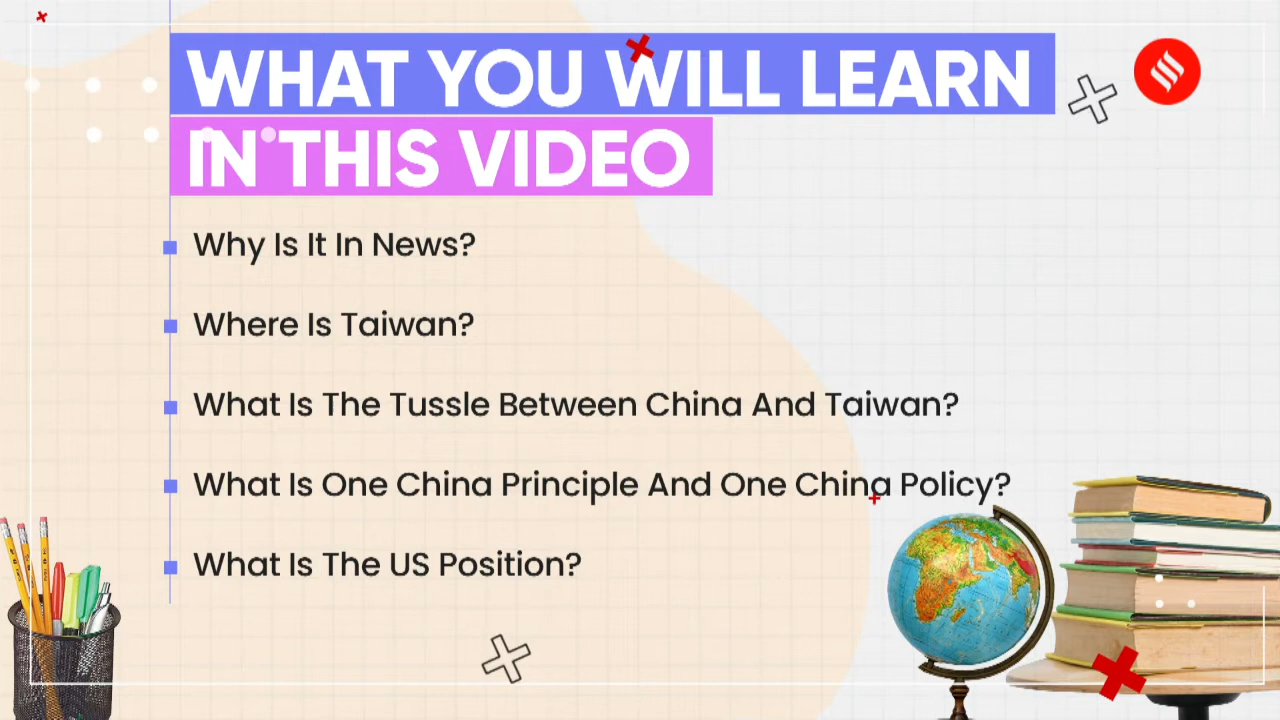 WHAT YOU WILL LEARN
IN THIS VIDEO
Why Is It In News?
Where Is Taiwan?
What Is The Tussle Between China And Taiwan?
What Is One China Principle And One China Policy?
What Is The US Position?